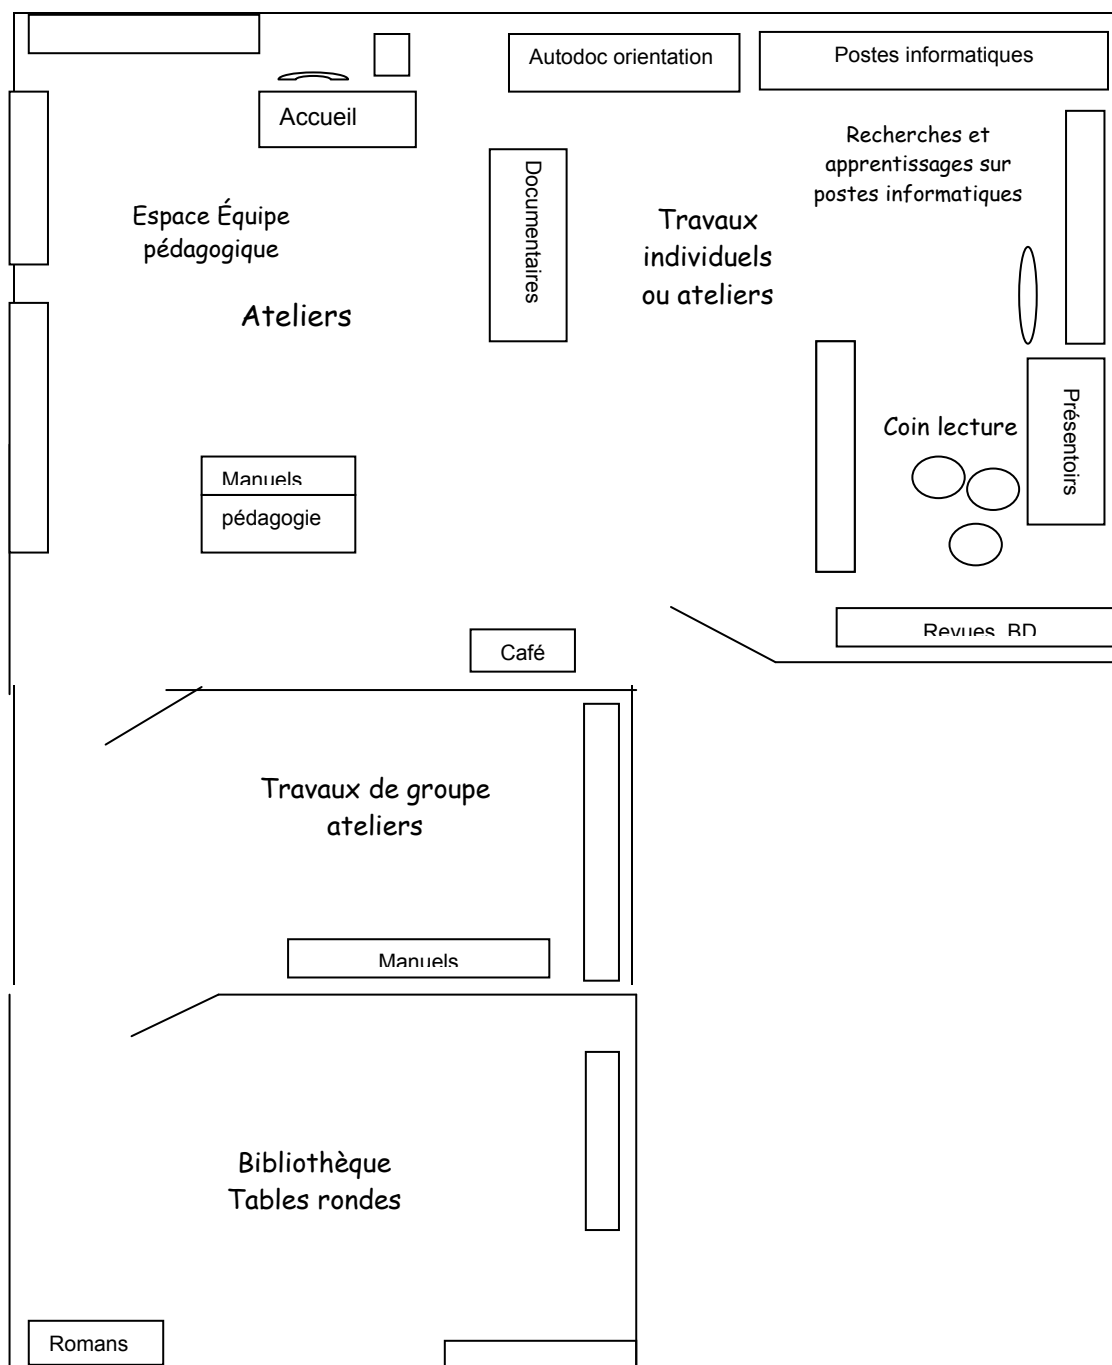 Autodoc orientation
Postes informatiques
Accueil
Recherches et
apprentissages sur
postes informatiques
Documentaires
Espace Équipe
pédagogique
Travaux
individuels
ou ateliers
Ateliers
Présentoirs
Coin lecture
Manuels
pédagogie
Revues BD
Café
Travaux de groupe
ateliers
Manuels
Bibliothèque
Tables rondes
Romans